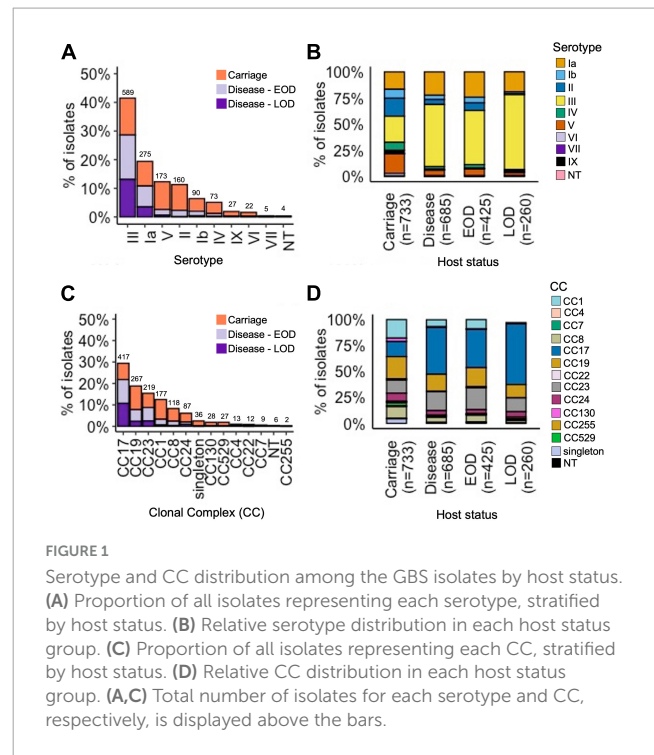 A
50%
40%
30%
20%
10%
0%
% of isolates
589
275
173
160
90
73
27
22
5
4
Carriage
Disease - EOD
Disease - LOD
III
Ia
V
II
Ib
IV
IX
VI
VII
NT
Serotype
B
100%
75%
50%
25%
0%
% of isolates
Carriage
(n=733)
Disease
(n=685)
EOD
(n=425)
LOD
(n=260)
Host status
Serotype
Ia
Ib
II
III
IV
V
VI
VII
IX
NT
C
50%
40%
30%
20%
10%
0%
% of isolates
417
267
219
177
118
87
36
28
27
13
12
9
6
2
Carriage
Disease - EOD
Disease - LOD
CC17
CC19
CC23
CC1
CC8
CC24
singleton
CC130
CC529
CC4
CC22
CC7
NT
CC255
Clonal Complex (CC)
D
100%
75%
50%
25%
0%
% of isolates
Carriage
(n=733)
Disease
(n=685)
EOD
(n=425)
LOD
(n=260)
Host status
CC
CC1
CC4
CC7
CC8
CC17
CC19
CC22
CC23
CC24
CC130
CC255
CC529
singleton
NT
FIGURE 1
Serotype and CC distribution among the GBS isolates by host status.
(A) Proportion of all isolates representing each serotype, stratified
by host status. (B) Relative serotype distribution in each host status
group. (C) Proportion of all isolates representing each CC, stratified
by host status. (D) Relative CC distribution in each host status
group. (A,C) Total number of isolates for each serotype and CC,
respectively, is displayed above the bars.